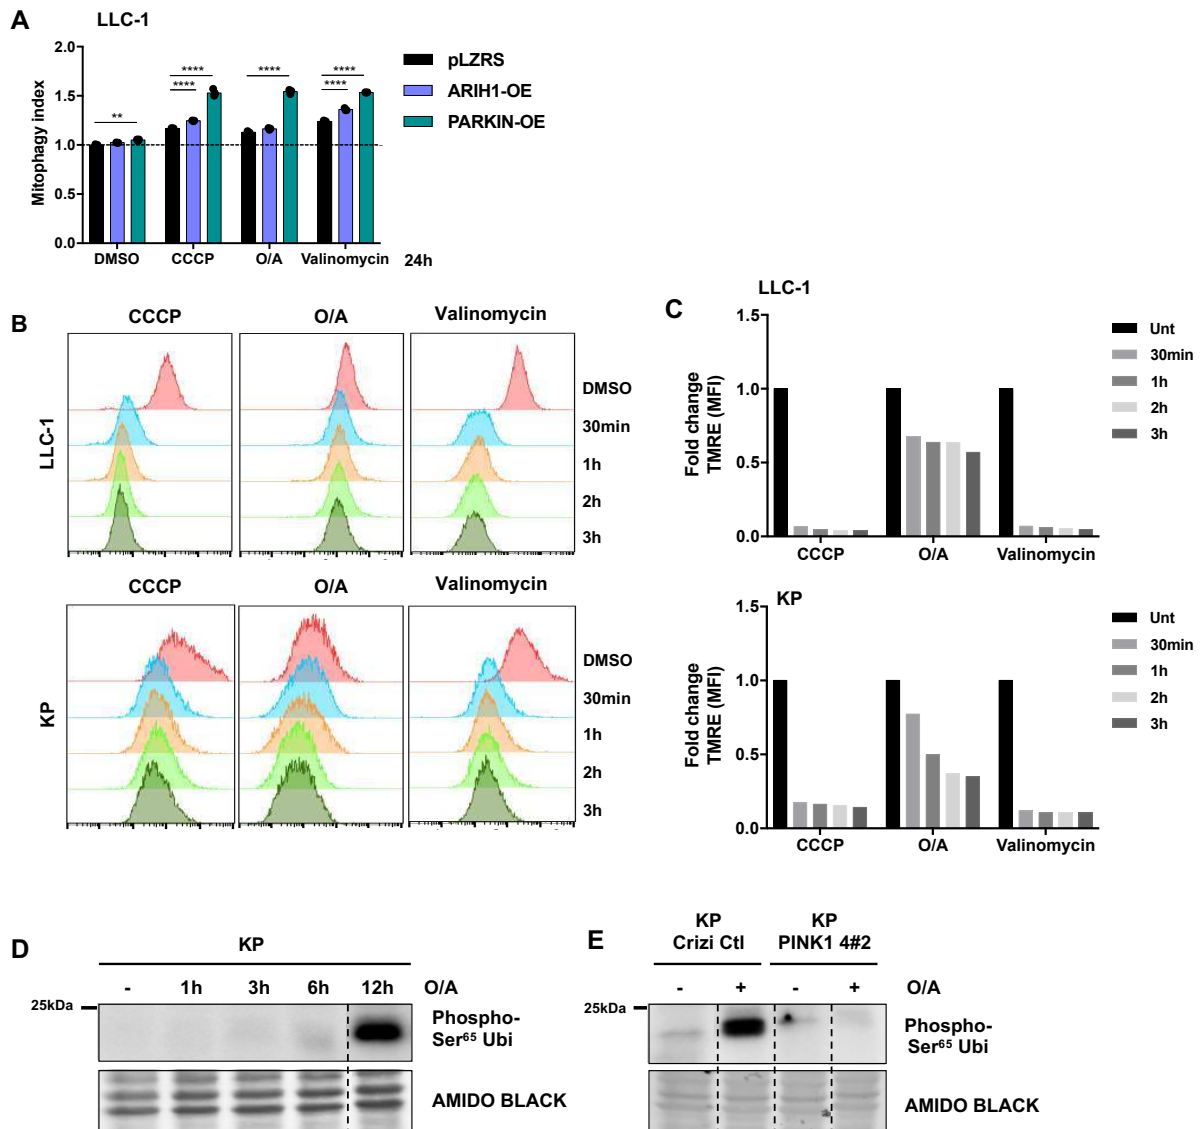 A
LLC-1
Mitophagy index
2.0
1.5
1.0
0.5
0.0
**
****
****
****
****
****
DMSO
CCCP
O/A
Valinomycin
24h
pLZRS
ARIH1-OE
PARKIN-OE
B
CCCP
O/A
Valinomycin
LLC-1
DMSO
30min
1h
2h
3h
CCCP
O/A
Valinomycin
KP
DMSO
30min
1h
2h
3h
C
LLC-1
Fold change
TMRE (MFI)
1.5
1.0
0.5
0.0
CCCP
O/A
Valinomycin
Unt
30min
1h
2h
3h
KP
Fold change
TMRE (MFI)
1.5
1.0
0.5
0.0
CCCP
O/A
Valinomycin
Unt
30min
1h
2h
3h
D
KP
- 1h 3h 6h 12h O/A
25kDa
Phospho-
Ser⁶⁵ Ubi
AMIDO BLACK
E
KP
Crizi Ctl
KP
PINK1 4#2
- + - + O/A
25kDa
Phospho-
Ser⁶⁵ Ubi
AMIDO BLACK